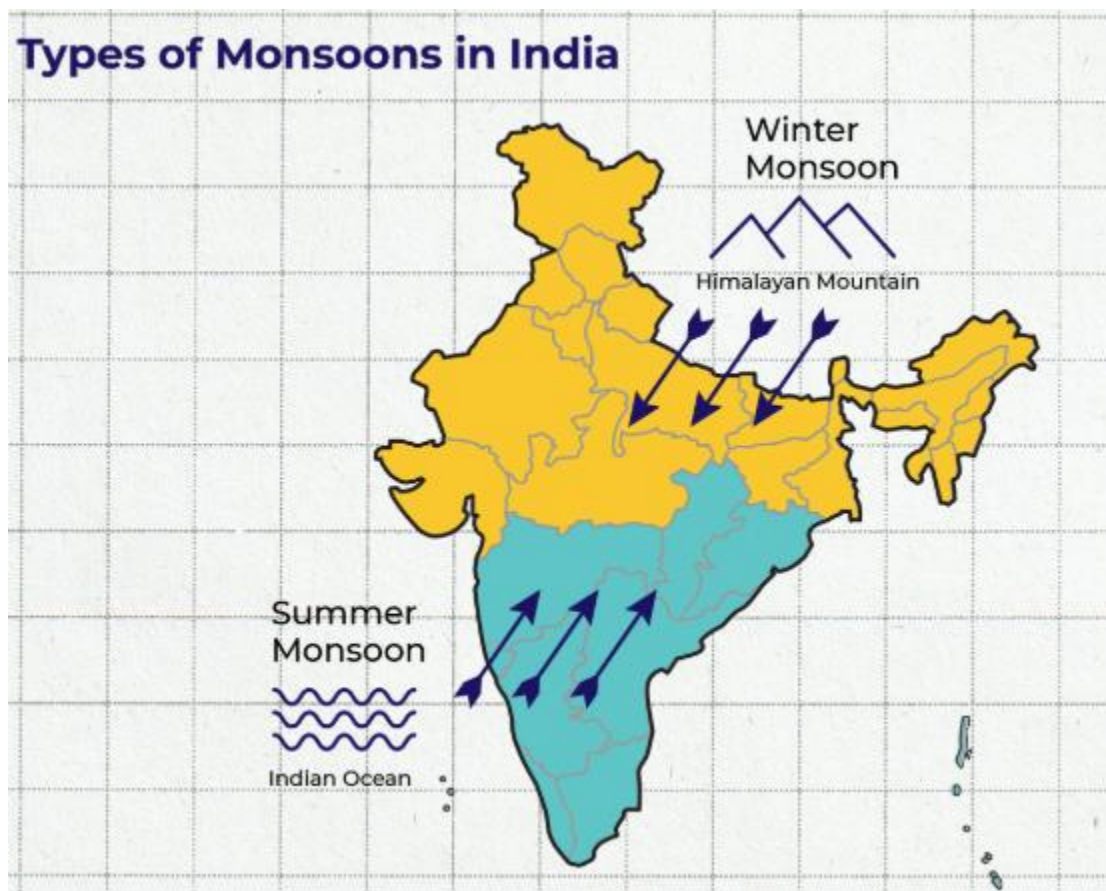 Types of Monsoons in India
Winter
Monsoon
Himalayan Mountain
Summer
Monsoon
Indian Ocean